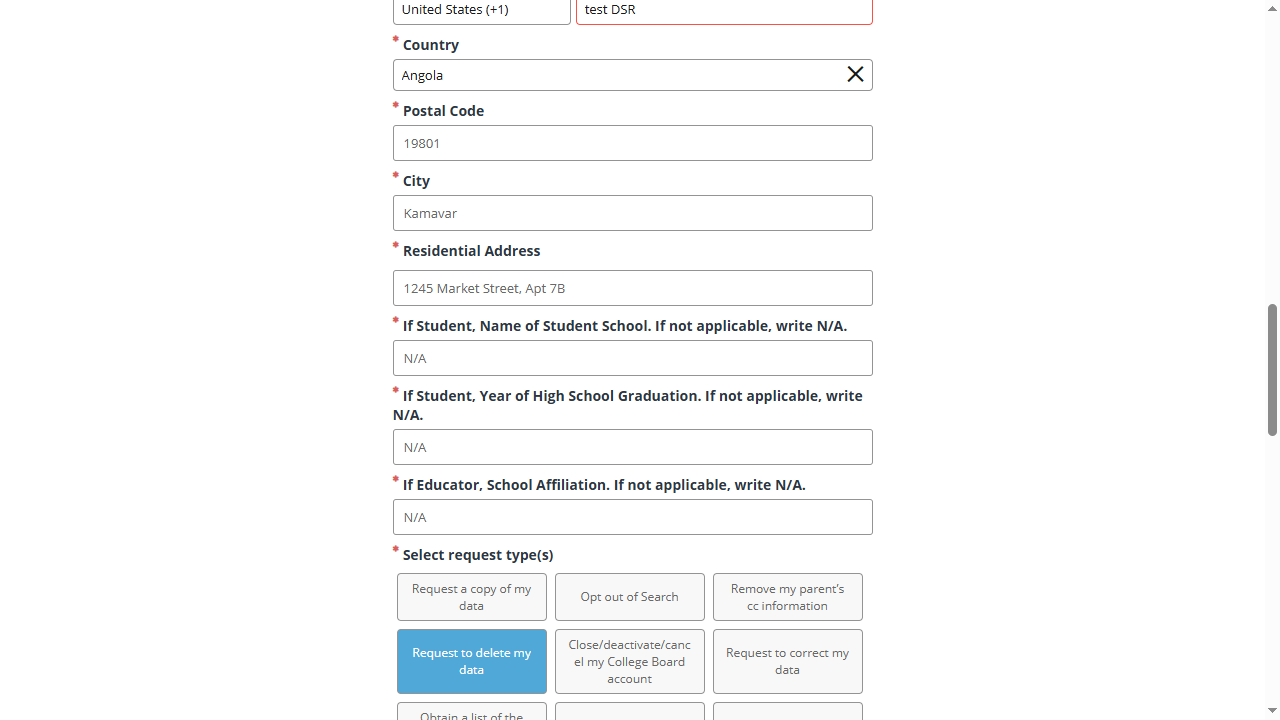 United States (+1)
test DSR
* Country
Angola
* Postal Code
19801
* City
Kamavar
* Residential Address
1245 Market Street, Apt 7B
* If Student, Name of Student School. If not applicable, write N/A.
N/A
* If Student, Year of High School Graduation. If not applicable, write
N/A.
N/A
* If Educator, School Affiliation. If not applicable, write N/A.
N/A
* Select request type(s)
Request a copy of my
data
Opt out of Search
Remove my parent's
cc information
Request to delete my
data
Close/deactivate/canc
el my College Board
account
Request to correct my
data
Obtain a list of the